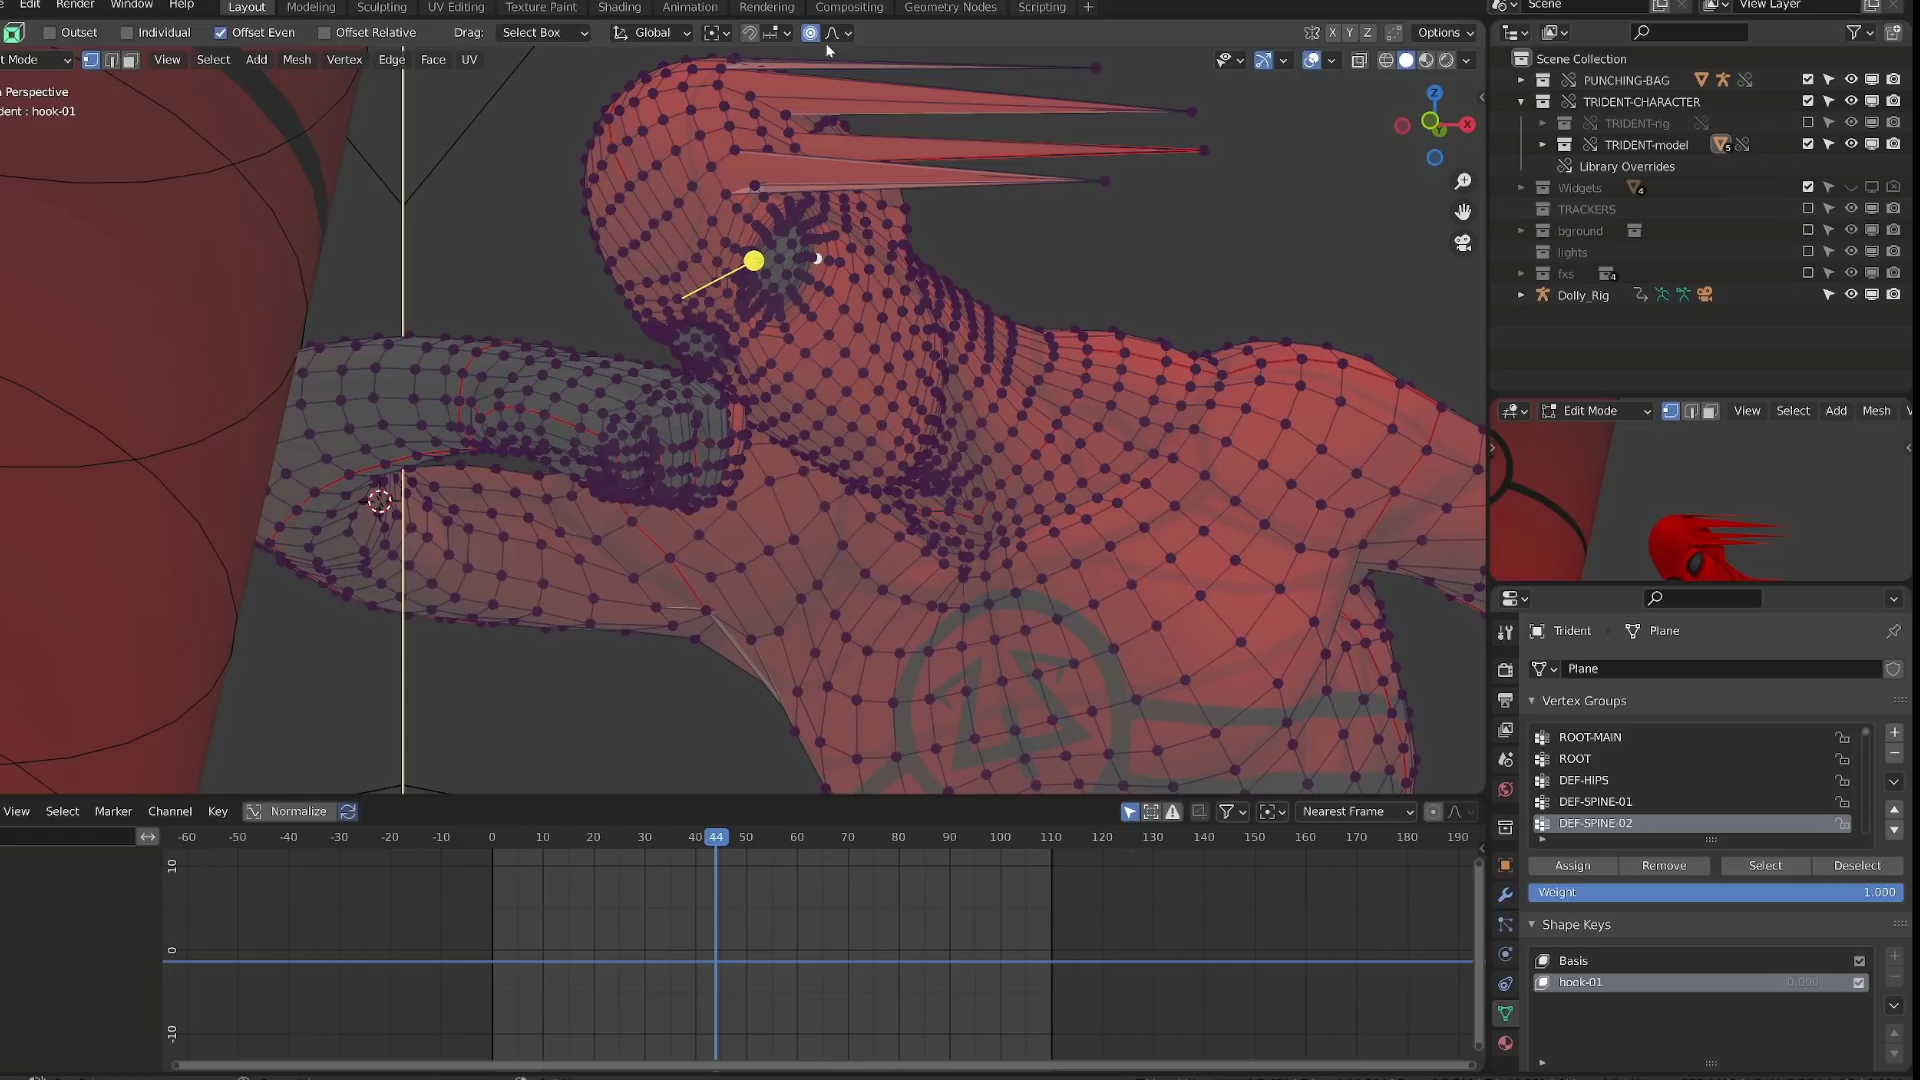 Edit Render Window Help Layout Modeling Sculpting UV Editing Texture Paint Shading Animation Rendering Compositing Geometry Nodes Scripting + Scene View Layer
Outset Individual Offset Even Offset Relative Drag: Select Box Global X Y Z Options
t Mode View Select Add Mesh Vertex Edge Face UV
Perspective
dent : hook-01
Z
X
Y
Scene Collection
PUNCHING-BAG
TRIDENT-CHARACTER
TRIDENT-rig
TRIDENT-model 5
Library Overrides
Widgets 4
TRACKERS
bground
lights
fxs 4
Dolly_Rig
Edit Mode View Select Add Mesh V
Trident Plane
Plane
Vertex Groups
ROOT-MAIN
ROOT
DEF-HIPS
DEF-SPINE-01
DEF-SPINE-02
Assign Remove Select Deselect
Weight 1.000
Shape Keys
Basis
hook-01 0.000
View Select Marker Channel Key Normalize Nearest Frame
-60 -50 -40 -30 -20 -10 0 10 20 30 40 44 50 60 70 80 90 100 110 120 130 140 150 160 170 180 190
10
0
-10